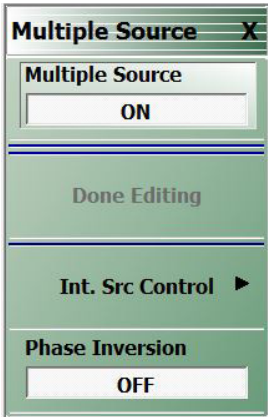 Multiple Source X
Multiple Source
ON
Done Editing
Int. Src Control
Phase Inversion
OFF